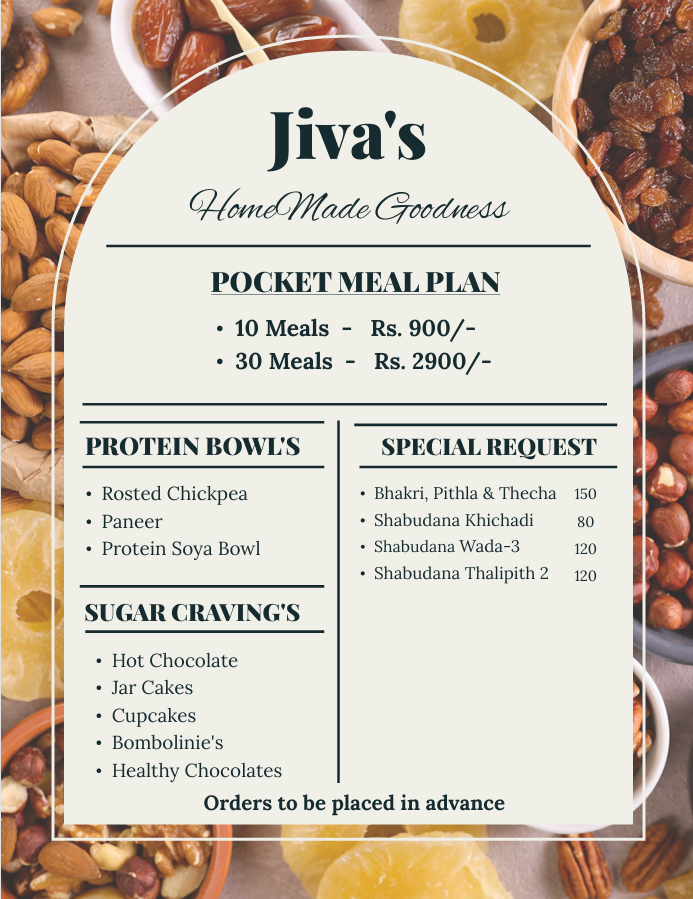 Jiva's
HomeMade Goodness
POCKET MEAL PLAN
• 10 Meals - Rs. 900/-
• 30 Meals - Rs. 2900/-
PROTEIN BOWL'S
• Rosted Chickpea
• Paneer
• Protein Soya Bowl
SUGAR CRAVING'S
• Hot Chocolate
• Jar Cakes
• Cupcakes
• Bombolinie's
• Healthy Chocolates
SPECIAL REQUEST
• Bhakri, Pithla & Thecha 150
• Shabudana Khichadi 80
• Shabudana Wada-3 120
• Shabudana Thalipith 2 120
Orders to be placed in advance